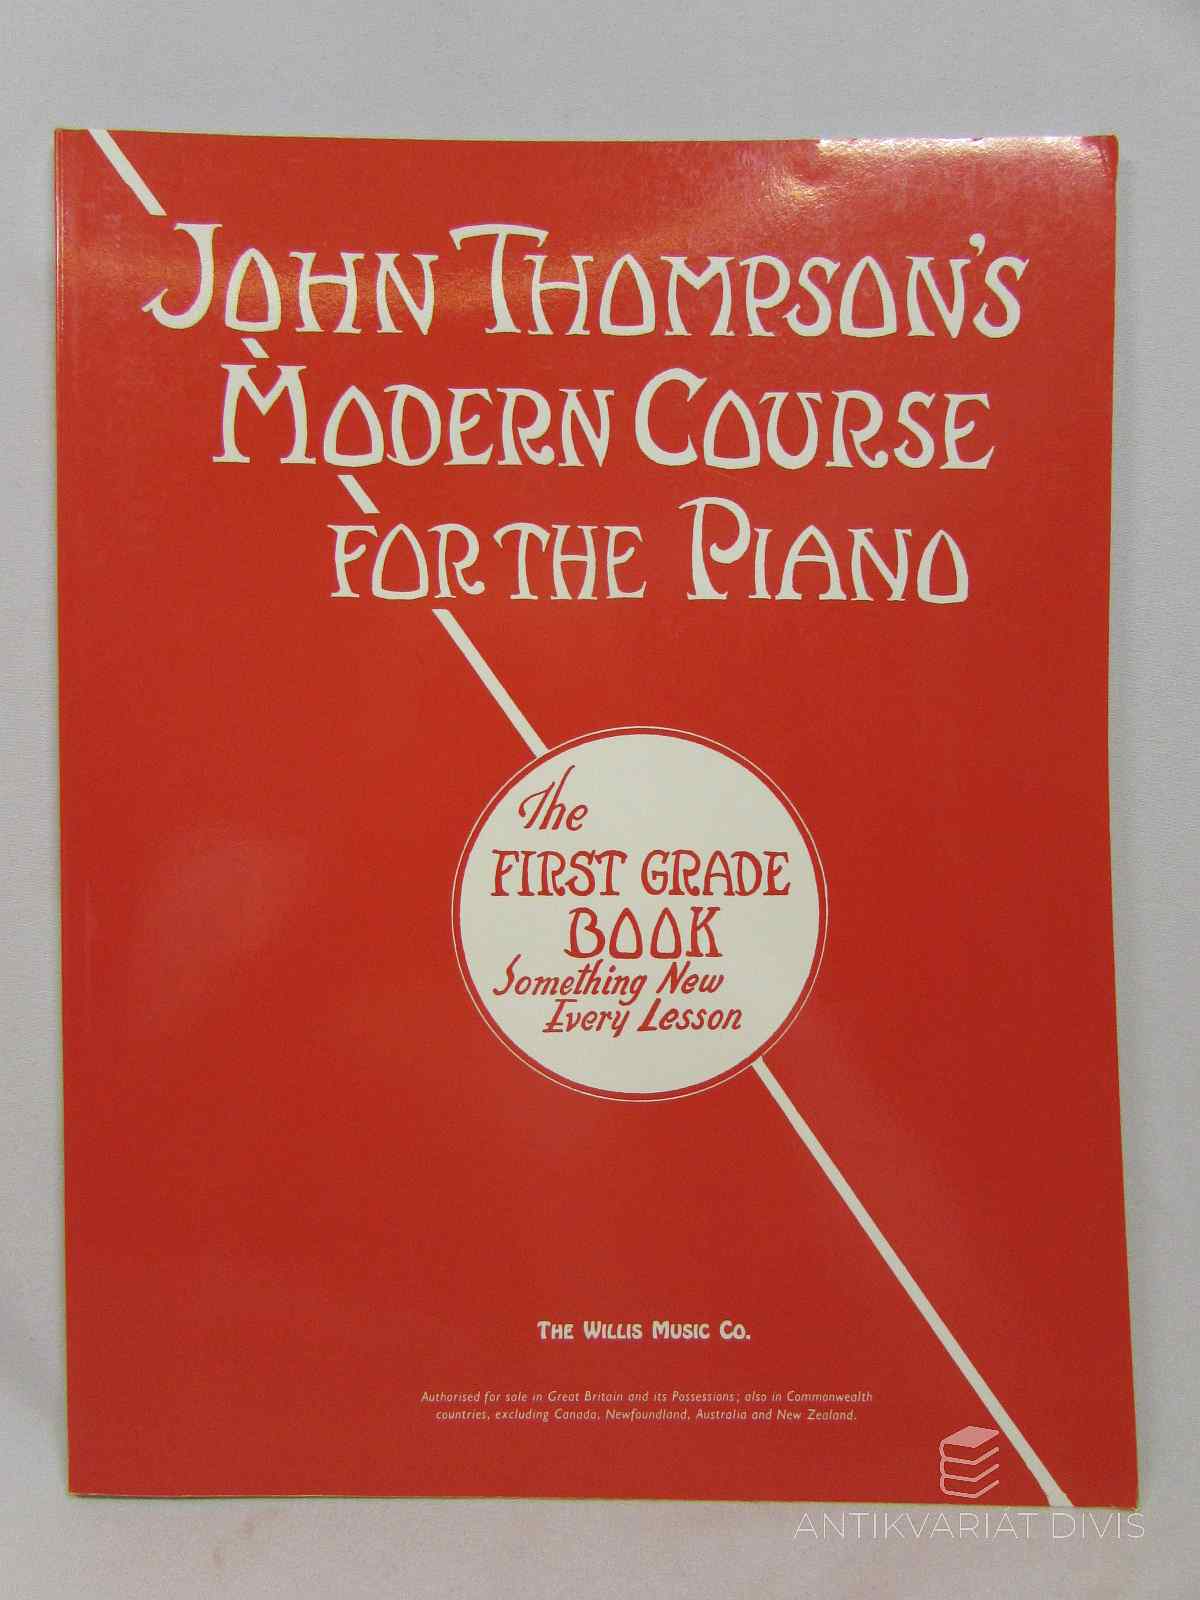 John Thompson's
Modern Course
for the Piano
The
First Grade
Book
Something New
Every Lesson
The Willis Music Co.
Authorised for sale in Great Britain and its Possessions; also in Commonwealth
countries, excluding Canada, Newfoundland, Australia and New Zealand.
ANTIKVARIÁT DIVIŠ